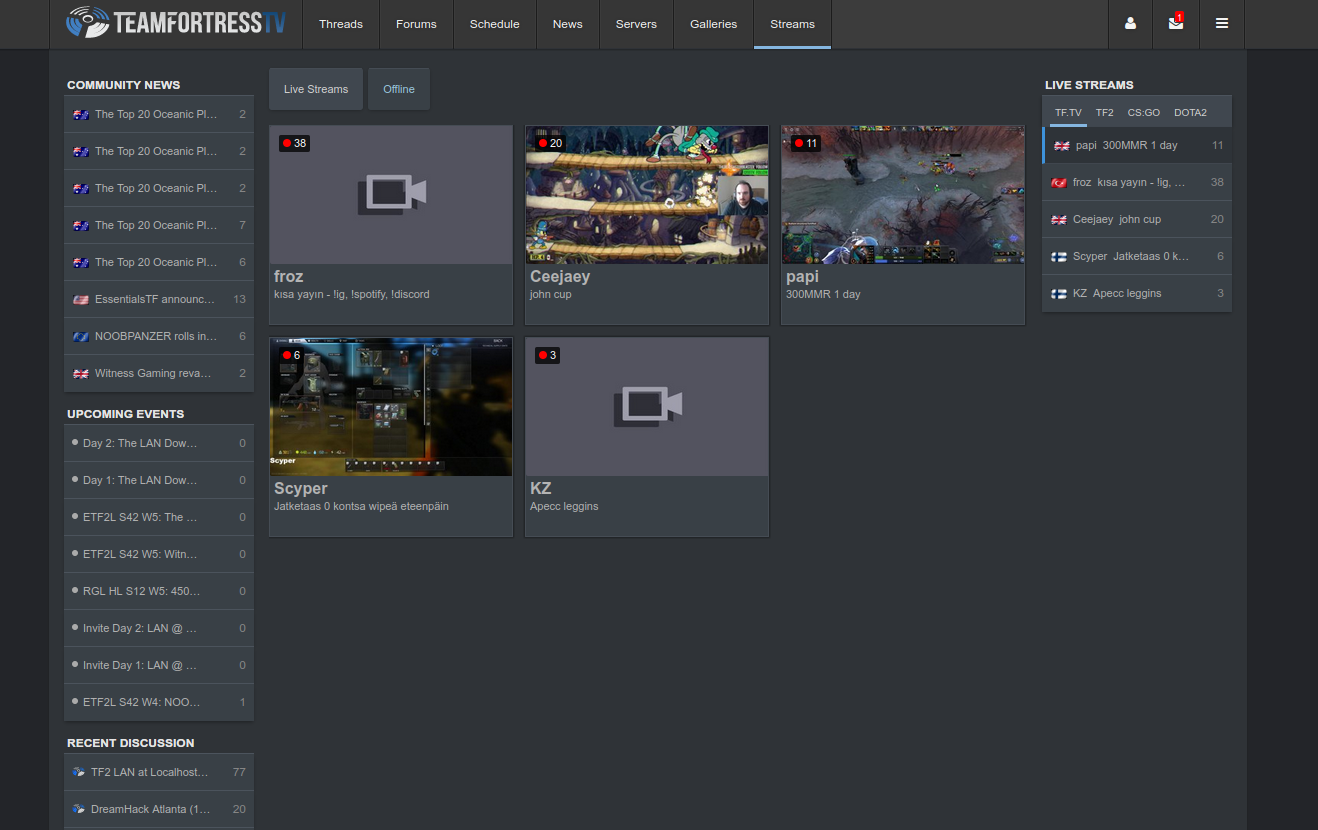 TEAMFORTRESSTV
Threads
Forums
Schedule
News
Servers
Galleries
Streams
1
COMMUNITY NEWS
The Top 20 Oceanic Pl... 2
The Top 20 Oceanic Pl... 2
The Top 20 Oceanic Pl... 2
The Top 20 Oceanic Pl... 7
The Top 20 Oceanic Pl... 6
EssentialsTF announc... 13
NOOBPANZER rolls in... 6
Witness Gaming reva... 2
UPCOMING EVENTS
Day 2: The LAN Dow... 0
Day 1: The LAN Dow... 0
ETF2L S42 W5: The ... 0
ETF2L S42 W5: Witn... 0
RGL HL S12 W5: 450... 0
Invite Day 2: LAN @ ... 0
Invite Day 1: LAN @ ... 0
ETF2L S42 W4: NOO... 1
RECENT DISCUSSION
TF2 LAN at Localhost... 77
DreamHack Atlanta (1... 20
Live Streams
Offline
38
froz
kısa yayın - !ig, !spotify, !discord
20
Ceejaey
john cup
11
papi
300MMR 1 day
6
Scyper
Scyper
Jatketaas 0 kontsa wipeä eteenpäin
3
KZ
Apecc leggins
LIVE STREAMS
TF.TV TF2 CS:GO DOTA2
papi 300MMR 1 day 11
froz kısa yayın - !ig, ... 38
Ceejaey john cup 20
Scyper Jatketaas 0 k... 6
KZ Apecc leggins 3